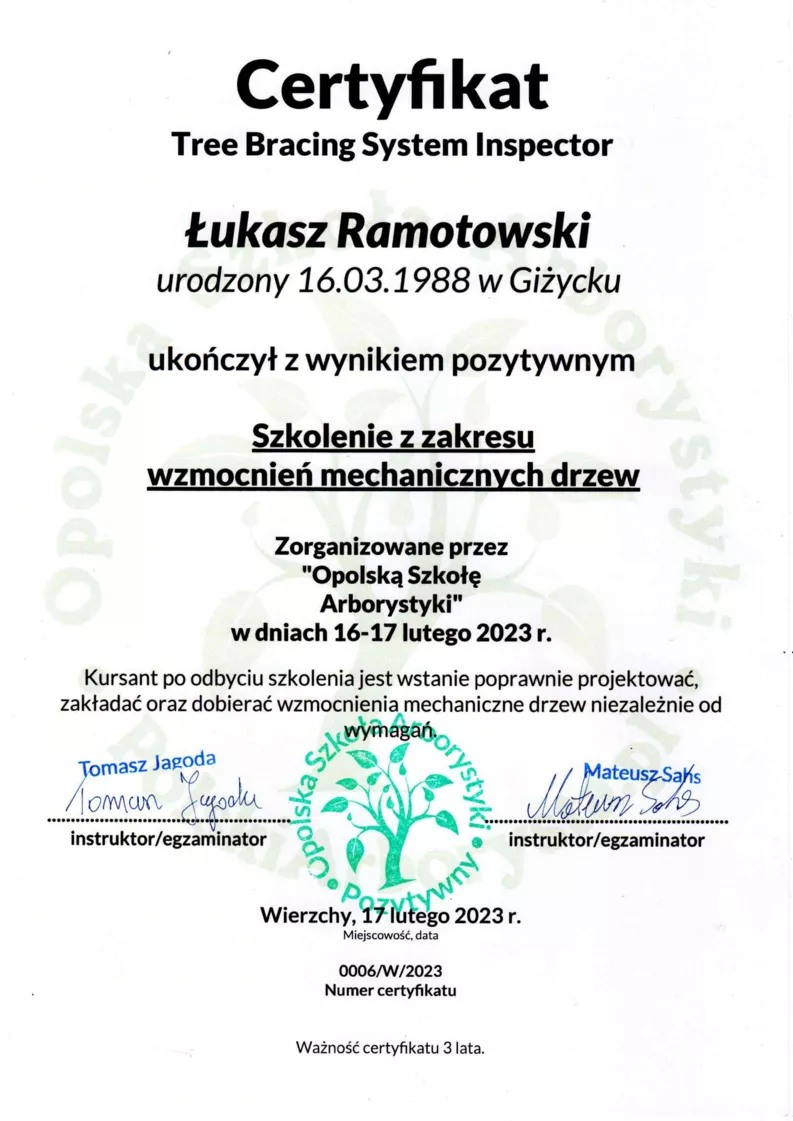 Certyfikat
Tree Bracing System Inspector
Łukasz Ramotowski
urodzony 16.03.1988 w Giżycku
ukończył z wynikiem pozytywnym
Szkolenie z zakresu
wzmocnień mechanicznych drzew
Zorganizowane przez
"Opolską Szkołę
Arborystyki"
w dniach 16-17 lutego 2023 r.
Kursant po odbyciu szkolenia jest wstanie poprawnie projektować,
zakładać oraz dobierać wzmocnienia mechaniczne drzew niezależnie od
wymagań.
Tomasz Jagoda
Tomasz Jagoda
instruktor/egzaminator
Opolska Szkoła Arborystyki • Pozytywny •
Mateusz Sahs
Mateusz Sahs
instruktor/egzaminator
Wierzchy, 17 lutego 2023 r.
Miejscowość, data
0006/W/2023
Numer certyfikatu
Ważność certyfikatu 3 lata.
Opolska Szkoła Arborystyki